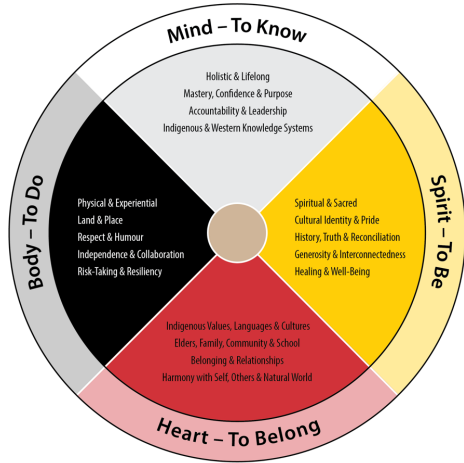 Mind – To Know
Holistic & Lifelong
Mastery, Confidence & Purpose
Accountability & Leadership
Indigenous & Western Knowledge Systems
Body – To Do
Physical & Experiential
Land & Place
Respect & Humour
Independence & Collaboration
Risk-Taking & Resiliency
Spiritual & Sacred
Cultural Identity & Pride
History, Truth & Reconciliation
Generosity & Interconnectedness
Healing & Well-Being
Spirit – To Be
Indigenous Values, Languages & Cultures
Elders, Family, Community & School
Belonging & Relationships
Harmony with Self, Others & Natural World
Heart – To Belong